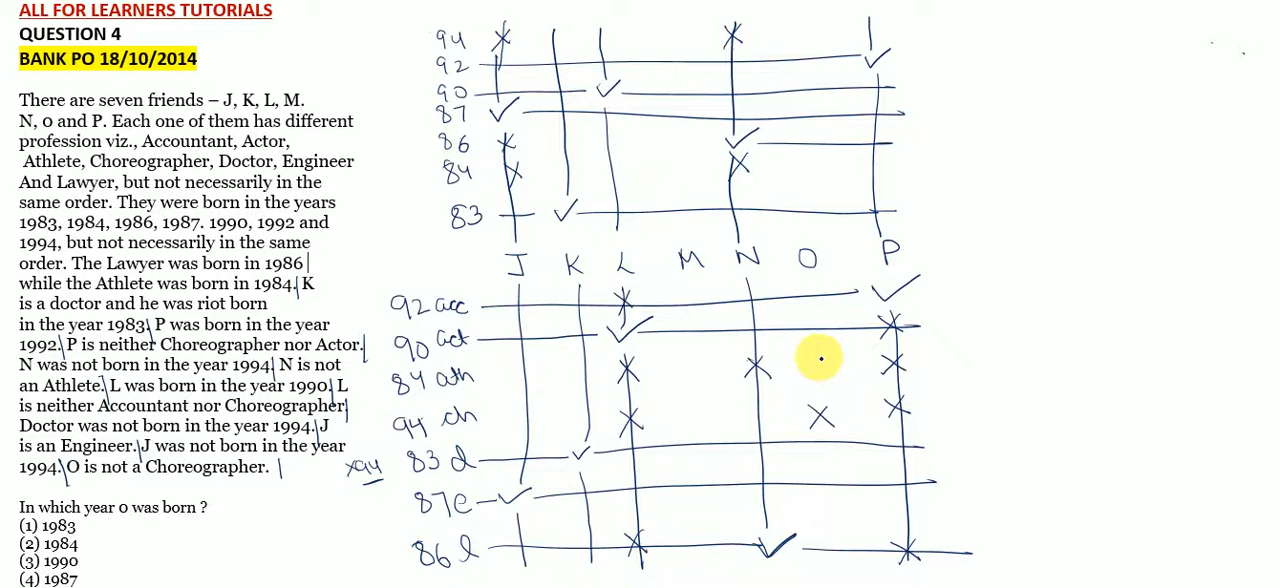 ALL FOR LEARNERS TUTORIALS
QUESTION 4
BANK PO 18/10/2014
There are seven friends – J, K, L, M.
N, o and P. Each one of them has different
profession viz., Accountant, Actor,
Athlete, Choreographer, Doctor, Engineer
And Lawyer, but not necessarily in the
same order. They were born in the years
1983, 1984, 1986, 1987. 1990, 1992 and
1994, but not necessarily in the same
order. The Lawyer was born in 1986
while the Athlete was born in 1984. K
is a doctor and he was riot born
in the year 1983. P was born in the year
1992. P is neither Choreographer nor Actor.
N was not born in the year 1994. N is not
an Athlete. L was born in the year 1990. L
is neither Accountant nor Choreographer.
Doctor was not born in the year 1994. J
is an Engineer. J was not born in the year
1994. O is not a Choreographer.
In which year o was born ?
(1) 1983
(2) 1984
(3) 1990
(4) 1987
x94
94
92
90
87
86
84
83
J K L M N O P
92 acc
90 act
84 ath
94 ch
83 d
87 e
86 l